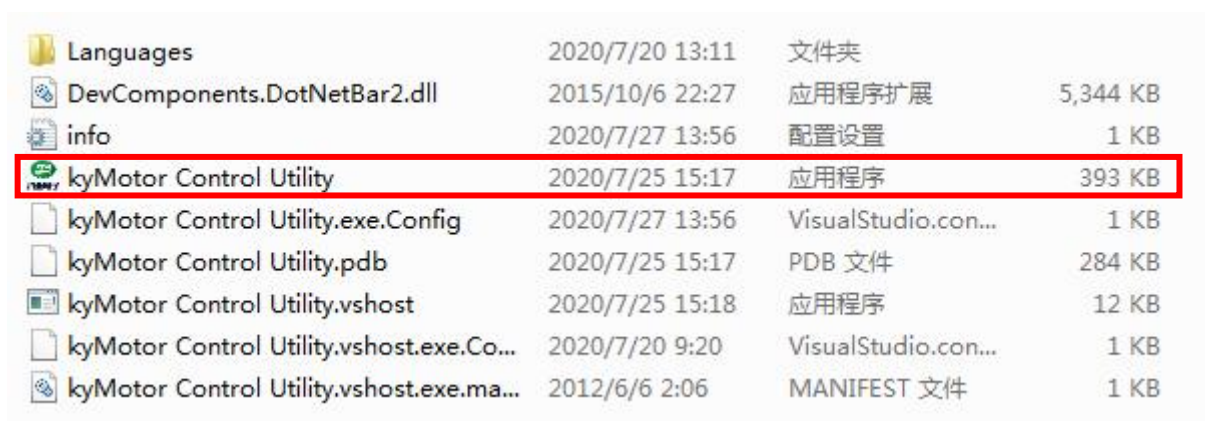 Languages 2020/7/20 13:11 文件夹
DevComponents.DotNetBar2.dll 2015/10/6 22:27 应用程序扩展 5,344 KB
info 2020/7/27 13:56 配置设置 1 KB
kyMotor Control Utility 2020/7/25 15:17 应用程序 393 KB
kyMotor Control Utility.exe.Config 2020/7/27 13:56 VisualStudio.con... 1 KB
kyMotor Control Utility.pdb 2020/7/25 15:17 PDB 文件 284 KB
kyMotor Control Utility.vshost 2020/7/25 15:18 应用程序 12 KB
kyMotor Control Utility.vshost.exe.Co... 2020/7/20 9:20 VisualStudio.con... 1 KB
kyMotor Control Utility.vshost.exe.ma... 2012/6/6 2:06 MANIFEST 文件 1 KB